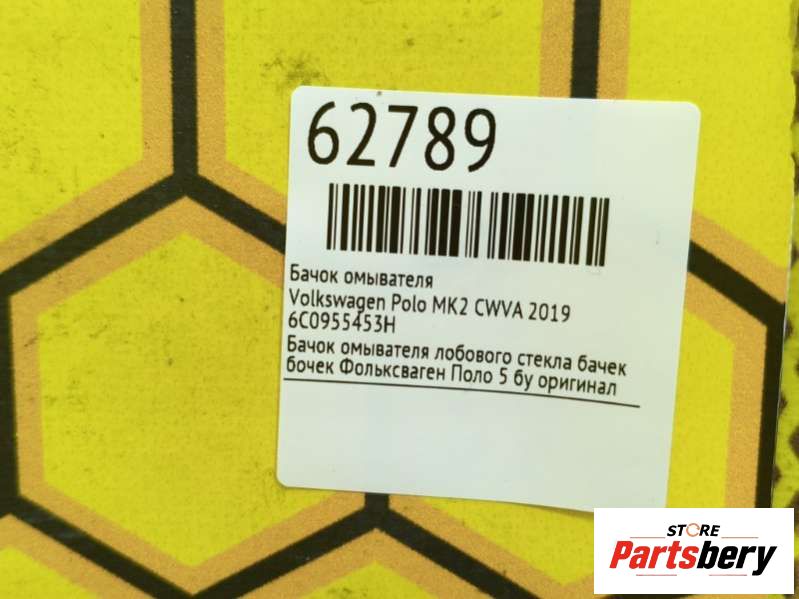 62789
Бачок омывателя
Volkswagen Polo MK2 CWVA 2019
6C0955453H
Бачок омывателя лобового стекла бачек
бочек Фольксваген Поло 5 бу оригинал
STORE
Partsbery